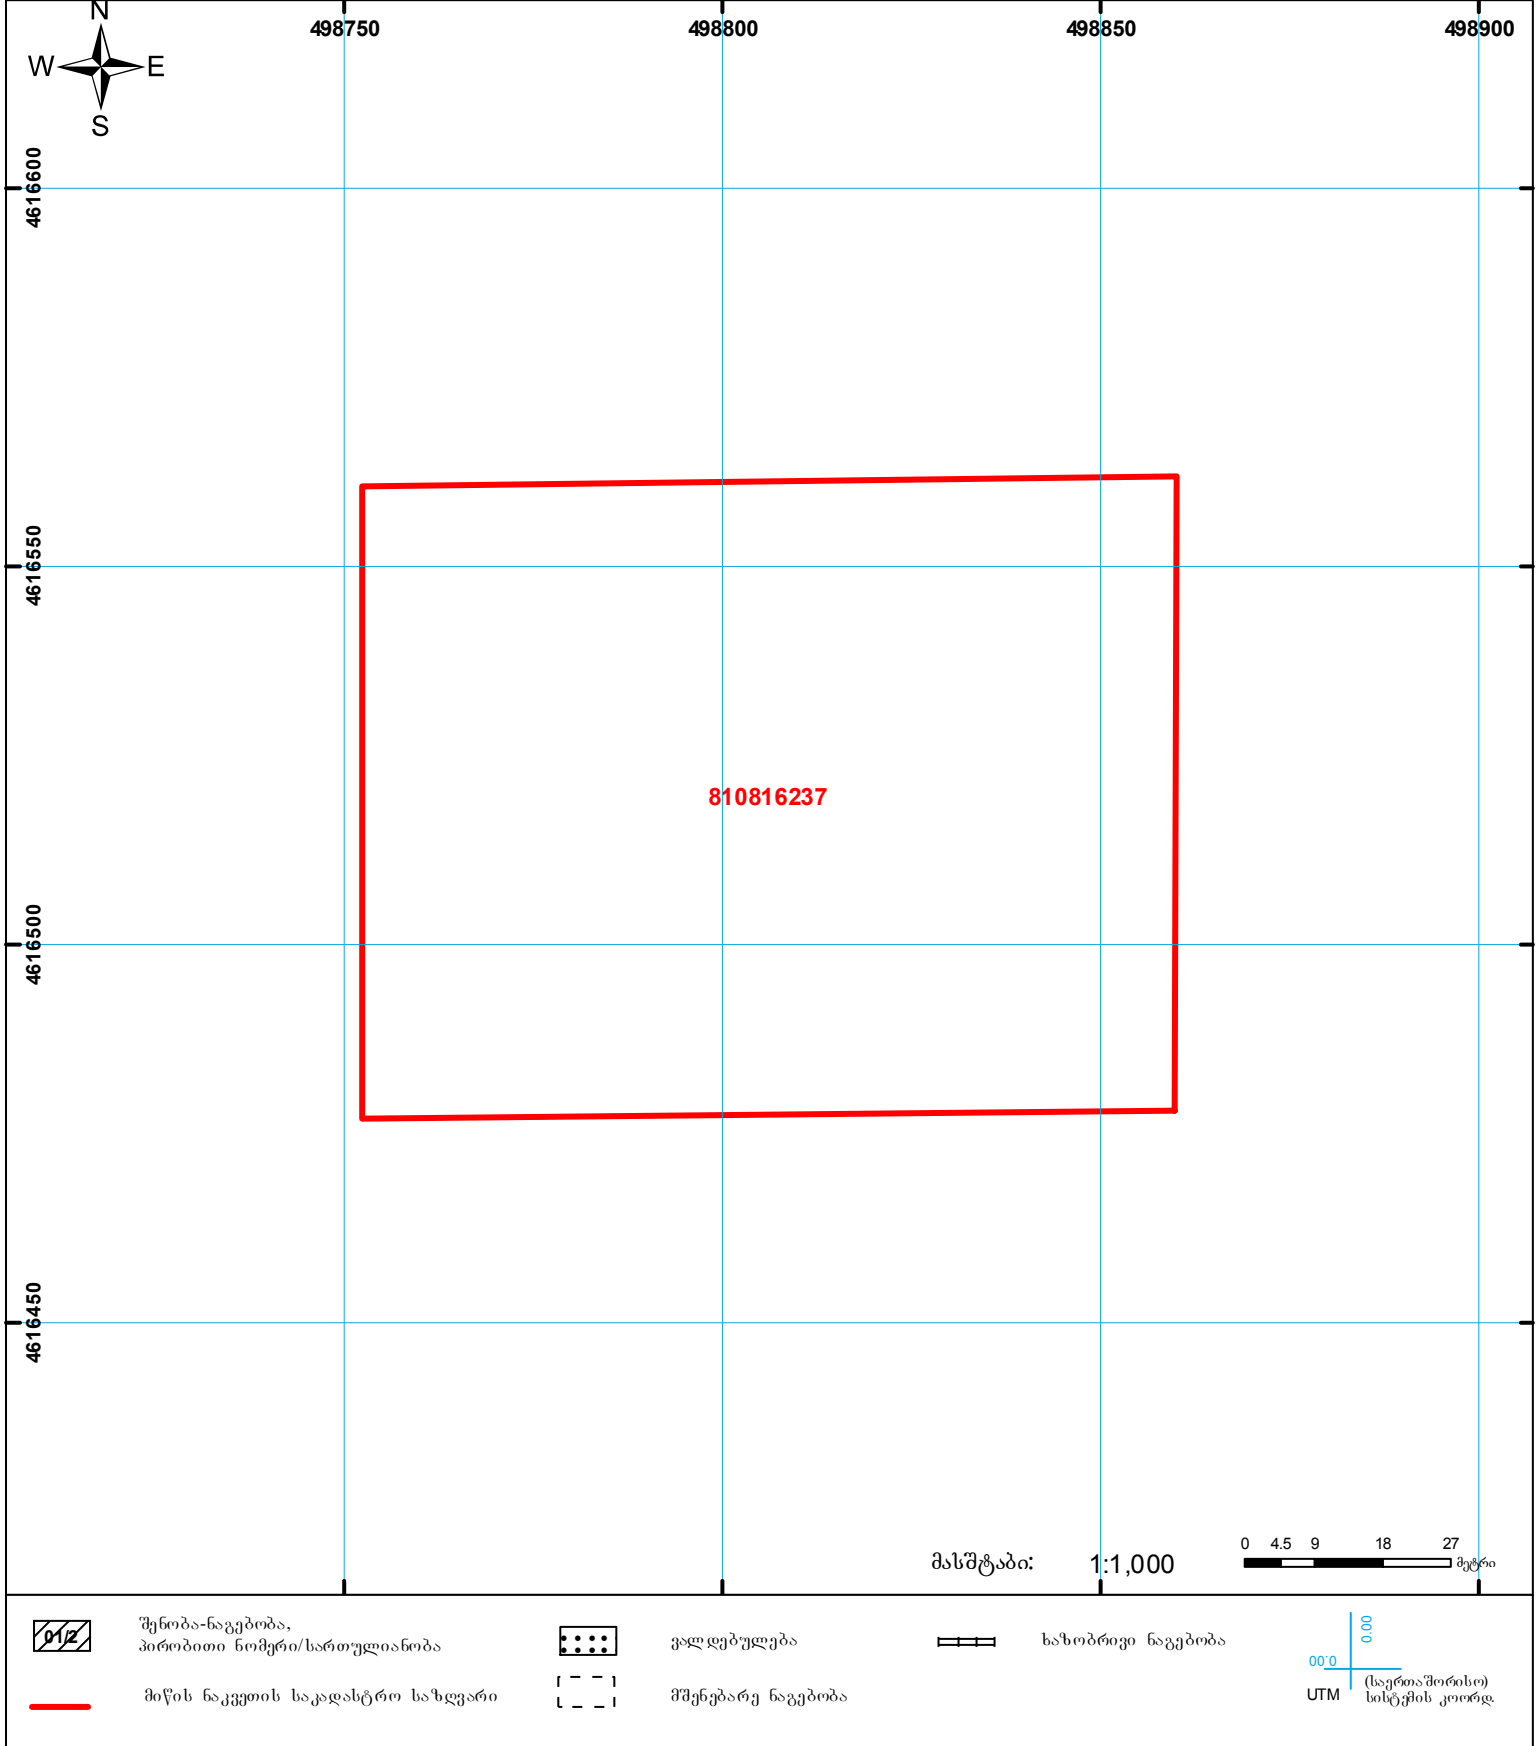 N
498750
498800
498850
498900
W
E
S
4616600
4616550
810816237
4616500
4616450
მასშტაბი:
1:1,000
0 4.5 9 18 27
მეტრი
01/2
შენობა-ნაგებობა,
პირობითი ნომერი/სართულიანობა
ვალდებულება
ხაზობრივი ნაგებობა
0.00
0.00
მიწის ნაკვეთის საკადასტრო საზღვარი
მშენებარე ნაგებობა
UTM
(საერთაშორისო)
სისტემის კოორდ.